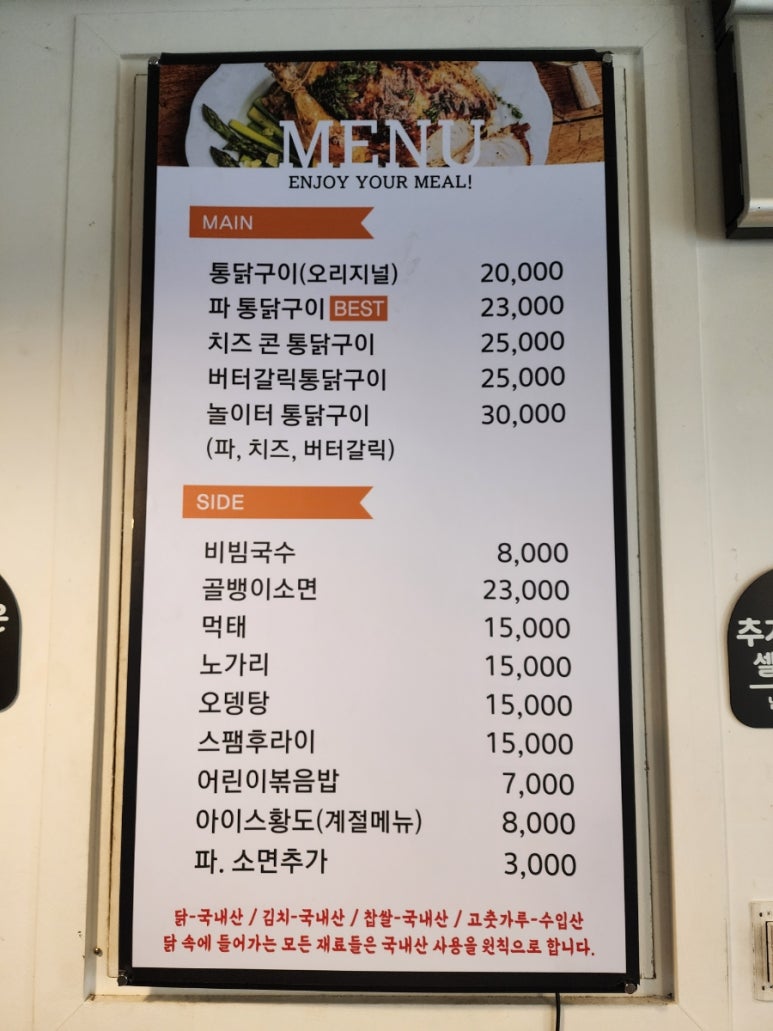 MENU
ENJOY YOUR MEAL!
MAIN
통닭구이(오리지널) 20,000
파 통닭구이 BEST 23,000
치즈 콘 통닭구이 25,000
버터갈릭통닭구이 25,000
놀이터 통닭구이 30,000
(파, 치즈, 버터갈릭)
SIDE
비빔국수 8,000
골뱅이소면 23,000
먹태 15,000
노가리 15,000
오뎅탕 15,000
스팸후라이 15,000
어린이볶음밥 7,000
아이스황도(계절메뉴) 8,000
파. 소면추가 3,000
닭-국내산 / 김치-국내산 / 찹쌀-국내산 / 고춧가루-수입산
닭 속에 들어가는 모든 재료들은 국내산 사용을 원칙으로 합니다.